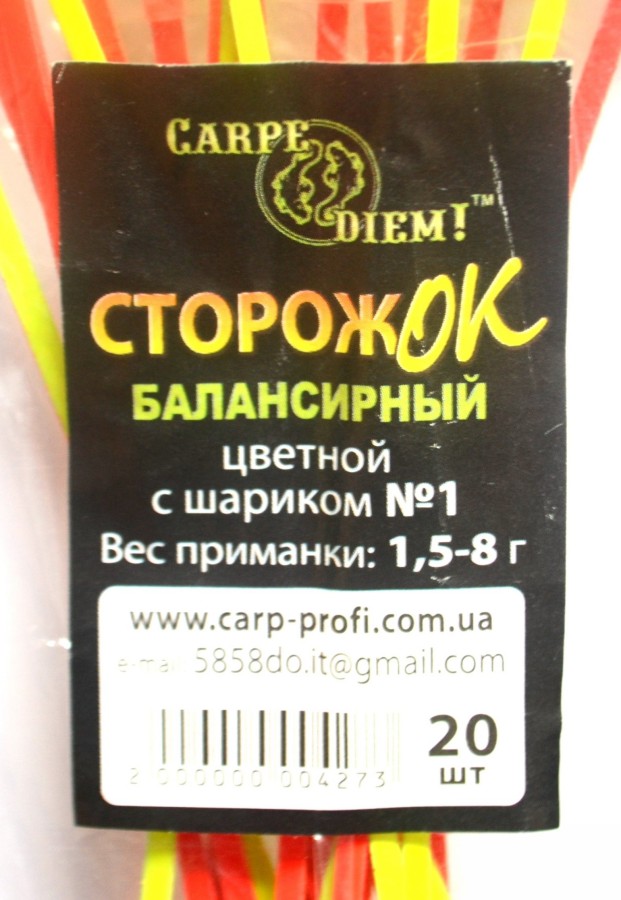 CARPE
DIEM!™
СТОРОЖОК
БАЛАНСИРНЫЙ
цветной
с шариком №1
Вес приманки: 1,5-8 г
www.carp-profi.com.ua
e-mail 5858do.it@gmail.com
20
шт
2 000000 004273